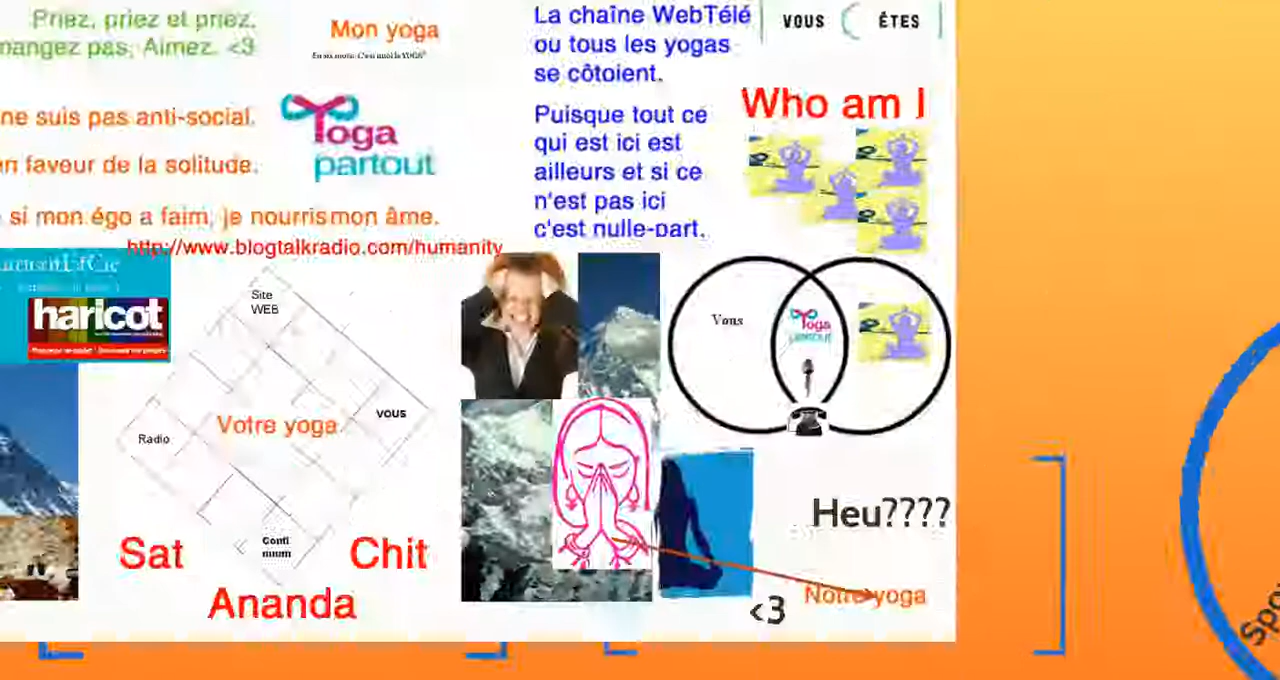 Priez, priez et priez.
mangez pas, Aimez. <3
Mon yoga
La chaîne WebTélé
ou tous les yogas
se côtoient.
VOUS ÊTES
Who am I
ne suis pas anti-social.
en faveur de la solitude.
si mon égo a faim, je nourris mon âme.
http://www.blogtalkradio.com/humanity
Yoga
partout
Puisque tout ce
qui est ici est
ailleurs et si ce
n'est pas ici
c'est nulle-part.
haricot
Site
WEB
vous
Votre yoga
Radio
Conti
nuum
Sat
Chit
Ananda
Vous
Yoga
partout
Heu????
<3
Notre yoga
Spo